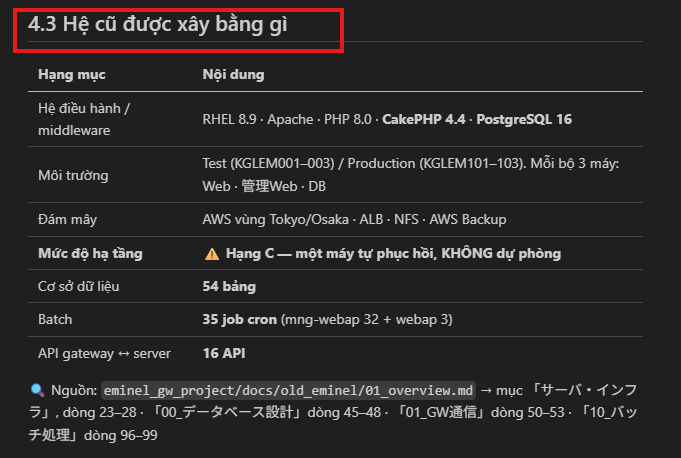 4.3 Hệ cũ được xây bằng gì
Hạng mục Nội dung
Hệ điều hành /
middleware
RHEL 8.9 · Apache · PHP 8.0 · CakePHP 4.4 · PostgreSQL 16
Môi trường
Test (KGLEM001–003) / Production (KGLEM101–103). Mỗi bộ 3 máy:
Web · 管理Web · DB
Đám mây AWS vùng Tokyo/Osaka · ALB · NFS · AWS Backup
Mức độ hạ tầng ⚠️ Hạng C — một máy tự phục hồi, KHÔNG dự phòng
Cơ sở dữ liệu 54 bảng
Batch 35 job cron (mng-webap 32 + webap 3)
API gateway ↔ server 16 API
🔍 Nguồn: eminel_gw_project/docs/old_eminel/01_overview.md → mục 「サーバ・インフ
ラ」, dòng 23–28 · 「00_データベース設計」dòng 45–48 · 「01_GW通信」dòng 50–53 · 「10_バッ
チ処理」dòng 96–99